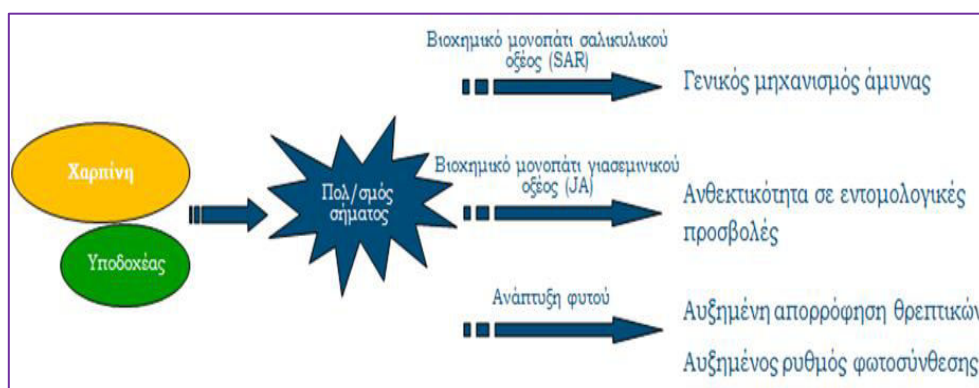 Χαρπίνη
Υποδοχέας
Πολ/σμός
σήματος
Βιοχημικό μονοπάτι σαλικυλικού
οξέος (SAR)
Γενικός μηχανισμός άμυνας
Βιοχημικό μονοπάτι γιασεμινικού
οξέος (JA)
Ανθεκτικότητα σε εντομολογικές
προσβολές
Ανάπτυξη φυτού
Αυξημένη απορρόφηση θρεπτικών
Αυξημένος ρυθμός φωτοσύνθεσης